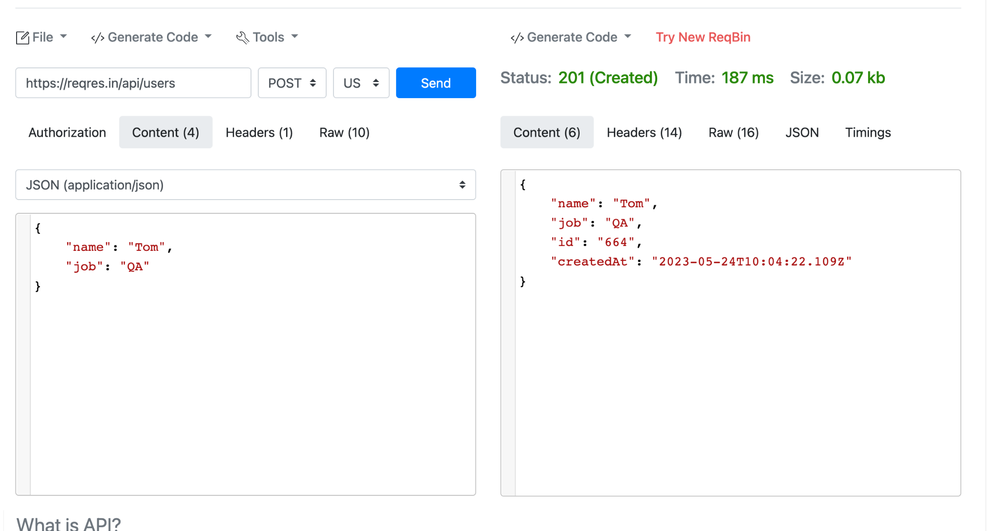 File
Generate Code
Tools
https://reqres.in/api/users
POST
US
Send
Authorization
Content (4)
Headers (1)
Raw (10)
JSON (application/json)
{
"name": "Tom",
"job": "QA"
}
Generate Code
Try New ReqBin
Status: 201 (Created) Time: 187 ms Size: 0.07 kb
Content (6)
Headers (14)
Raw (16)
JSON
Timings
{
"name": "Tom",
"job": "QA",
"id": "664",
"createdAt": "2023-05-24T10:04:22.109Z"
}
What is API?